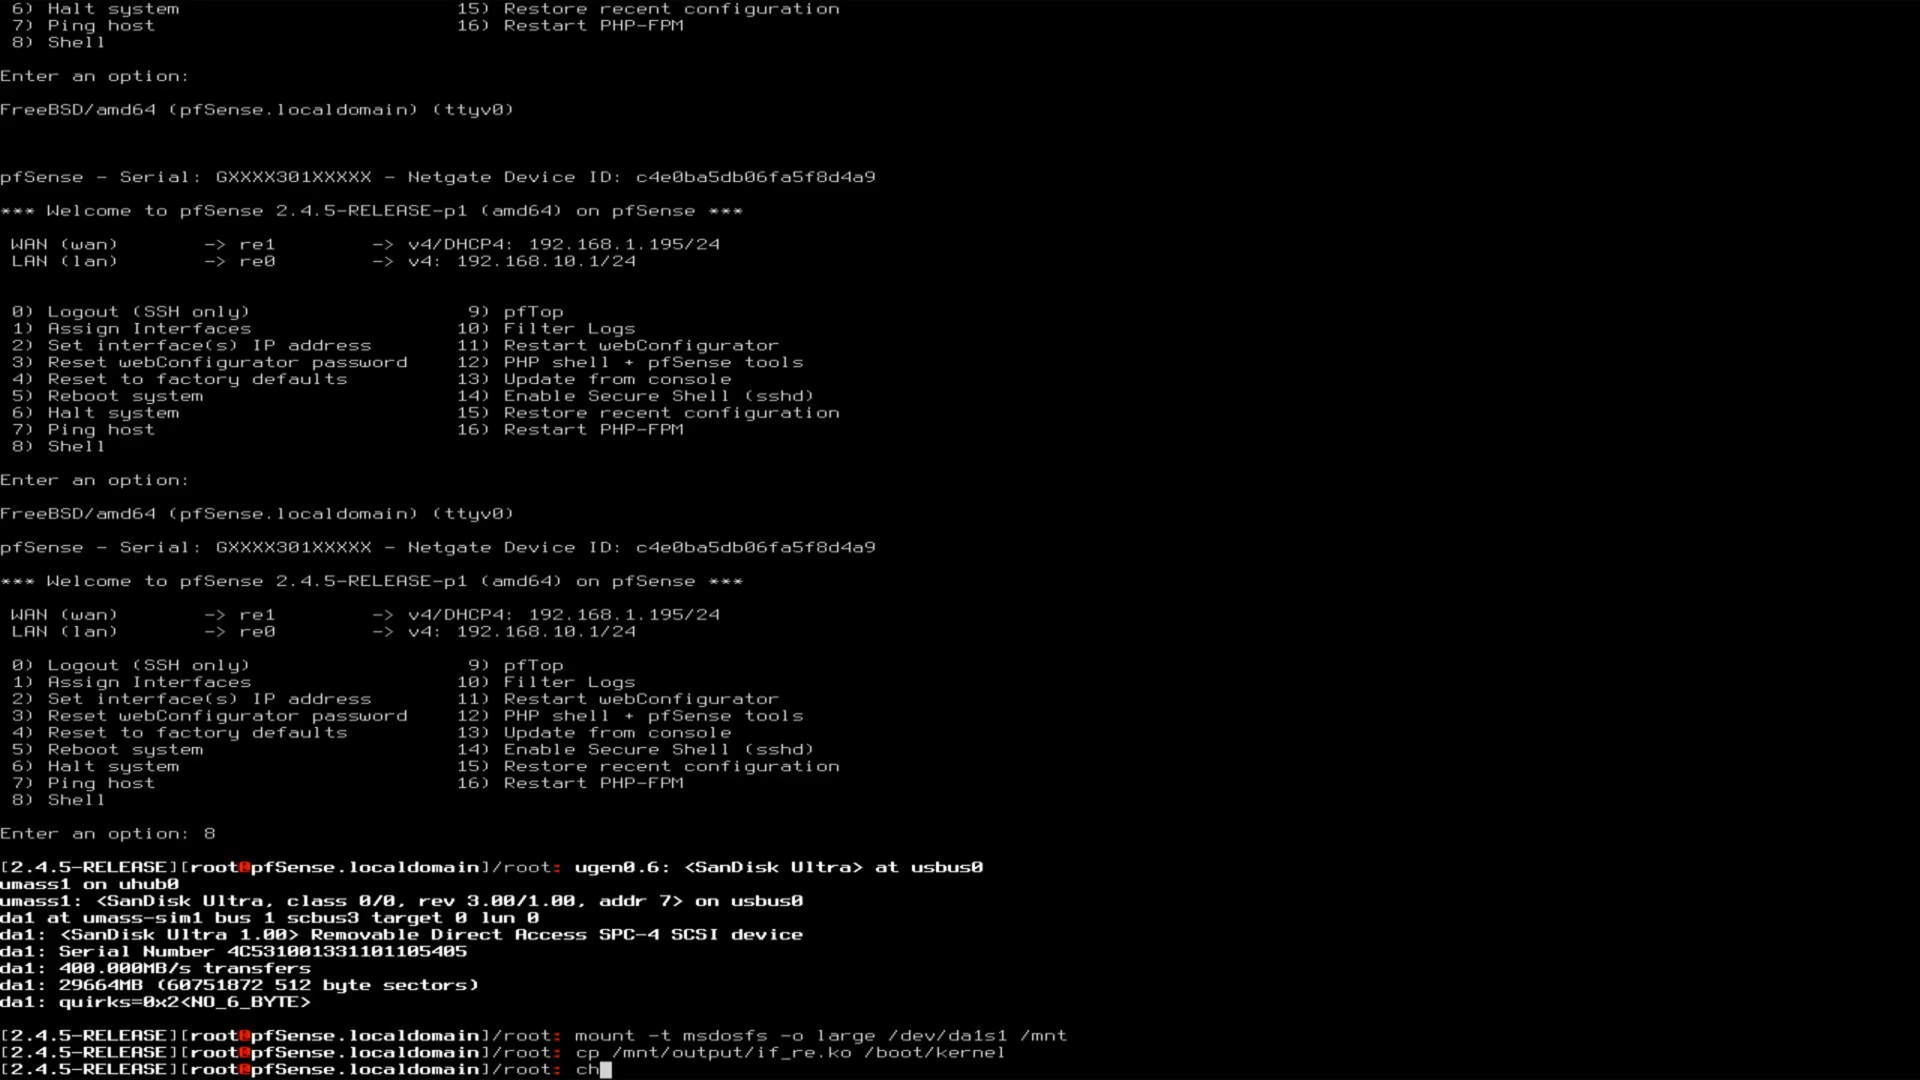 6) Halt system                       15) Restore recent configuration
7) Ping host                         16) Restart PHP-FPM
8) Shell
Enter an option:
FreeBSD/amd64 (pfSense.localdomain) (ttyv0)
pfSense - Serial: GXXXX301XXXXX - Netgate Device ID: c4e0ba5db06fa5f8d4a9
*** Welcome to pfSense 2.4.5-RELEASE-p1 (amd64) on pfSense ***
WAN (wan)       -> re1        -> v4/DHCP4: 192.168.1.195/24
LAN (lan)       -> re0        -> v4: 192.168.10.1/24
0) Logout (SSH only)                  9) pfTop
1) Assign Interfaces                 10) Filter Logs
2) Set interface(s) IP address       11) Restart webConfigurator
3) Reset webConfigurator password    12) PHP shell + pfSense tools
4) Reset to factory defaults         13) Update from console
5) Reboot system                     14) Enable Secure Shell (sshd)
6) Halt system                       15) Restore recent configuration
7) Ping host                         16) Restart PHP-FPM
8) Shell
Enter an option:
FreeBSD/amd64 (pfSense.localdomain) (ttyv0)
pfSense - Serial: GXXXX301XXXXX - Netgate Device ID: c4e0ba5db06fa5f8d4a9
*** Welcome to pfSense 2.4.5-RELEASE-p1 (amd64) on pfSense ***
WAN (wan)       -> re1        -> v4/DHCP4: 192.168.1.195/24
LAN (lan)       -> re0        -> v4: 192.168.10.1/24
0) Logout (SSH only)                  9) pfTop
1) Assign Interfaces                 10) Filter Logs
2) Set interface(s) IP address       11) Restart webConfigurator
3) Reset webConfigurator password    12) PHP shell + pfSense tools
4) Reset to factory defaults         13) Update from console
5) Reboot system                     14) Enable Secure Shell (sshd)
6) Halt system                       15) Restore recent configuration
7) Ping host                         16) Restart PHP-FPM
8) Shell
Enter an option: 8
[2.4.5-RELEASE][root@pfSense.localdomain]/root: ugen0.6: <SanDisk Ultra> at usbus0
umass1 on uhub0
umass1: <SanDisk Ultra, class 0/0, rev 3.00/1.00, addr 7> on usbus0
da1 at umass-sim1 bus 1 scbus3 target 0 lun 0
da1: <SanDisk Ultra 1.00> Removable Direct Access SPC-4 SCSI device
da1: Serial Number 4C531001331101105405
da1: 400.000MB/s transfers
da1: 29664MB (60751872 512 byte sectors)
da1: quirks=0x2<NO_6_BYTE>
[2.4.5-RELEASE][root@pfSense.localdomain]/root: mount -t msdosfs -o large /dev/da1s1 /mnt
[2.4.5-RELEASE][root@pfSense.localdomain]/root: cp /mnt/output/if_re.ko /boot/kernel
[2.4.5-RELEASE][root@pfSense.localdomain]/root: ch